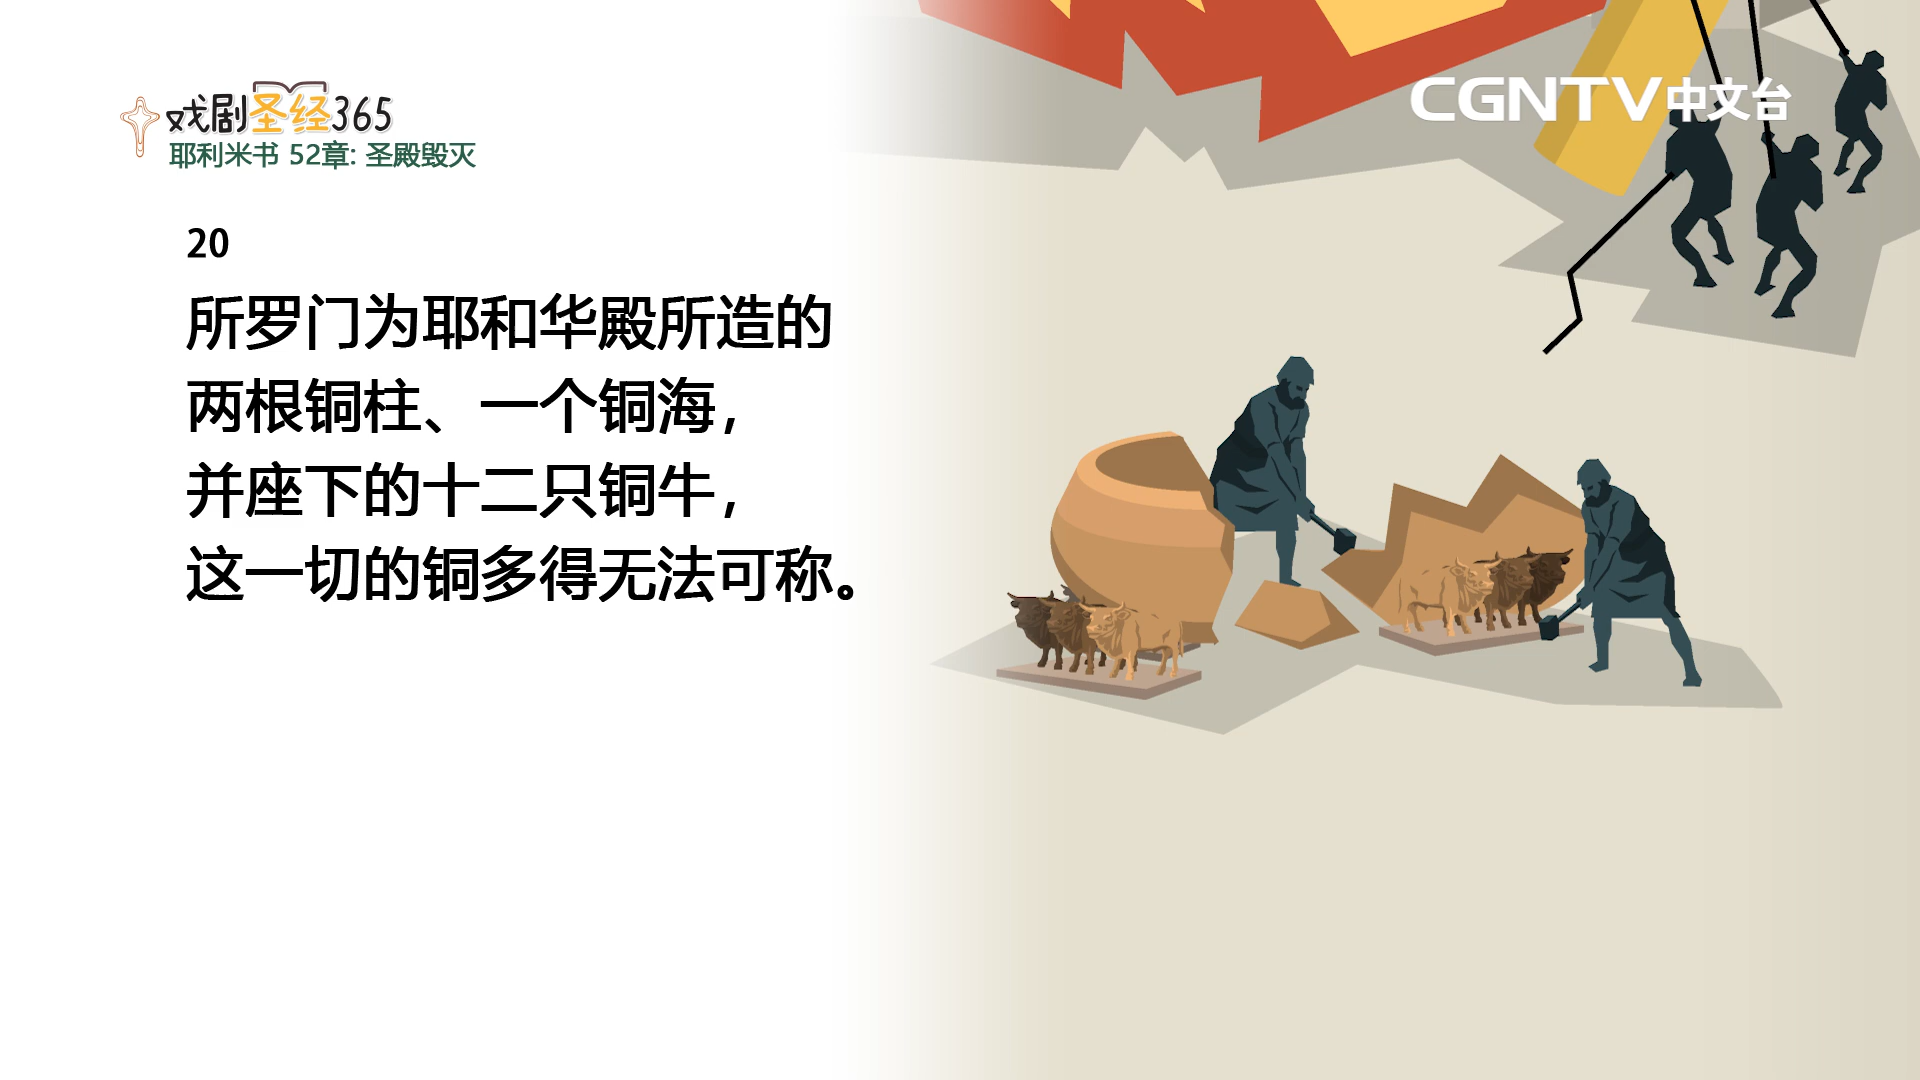 戏剧圣经365
耶利米书 52章: 圣殿毁灭
CGNTV中文台
20
所罗门为耶和华殿所造的
两根铜柱、一个铜海，
并座下的十二只铜牛，
这一切的铜多得无法可称。